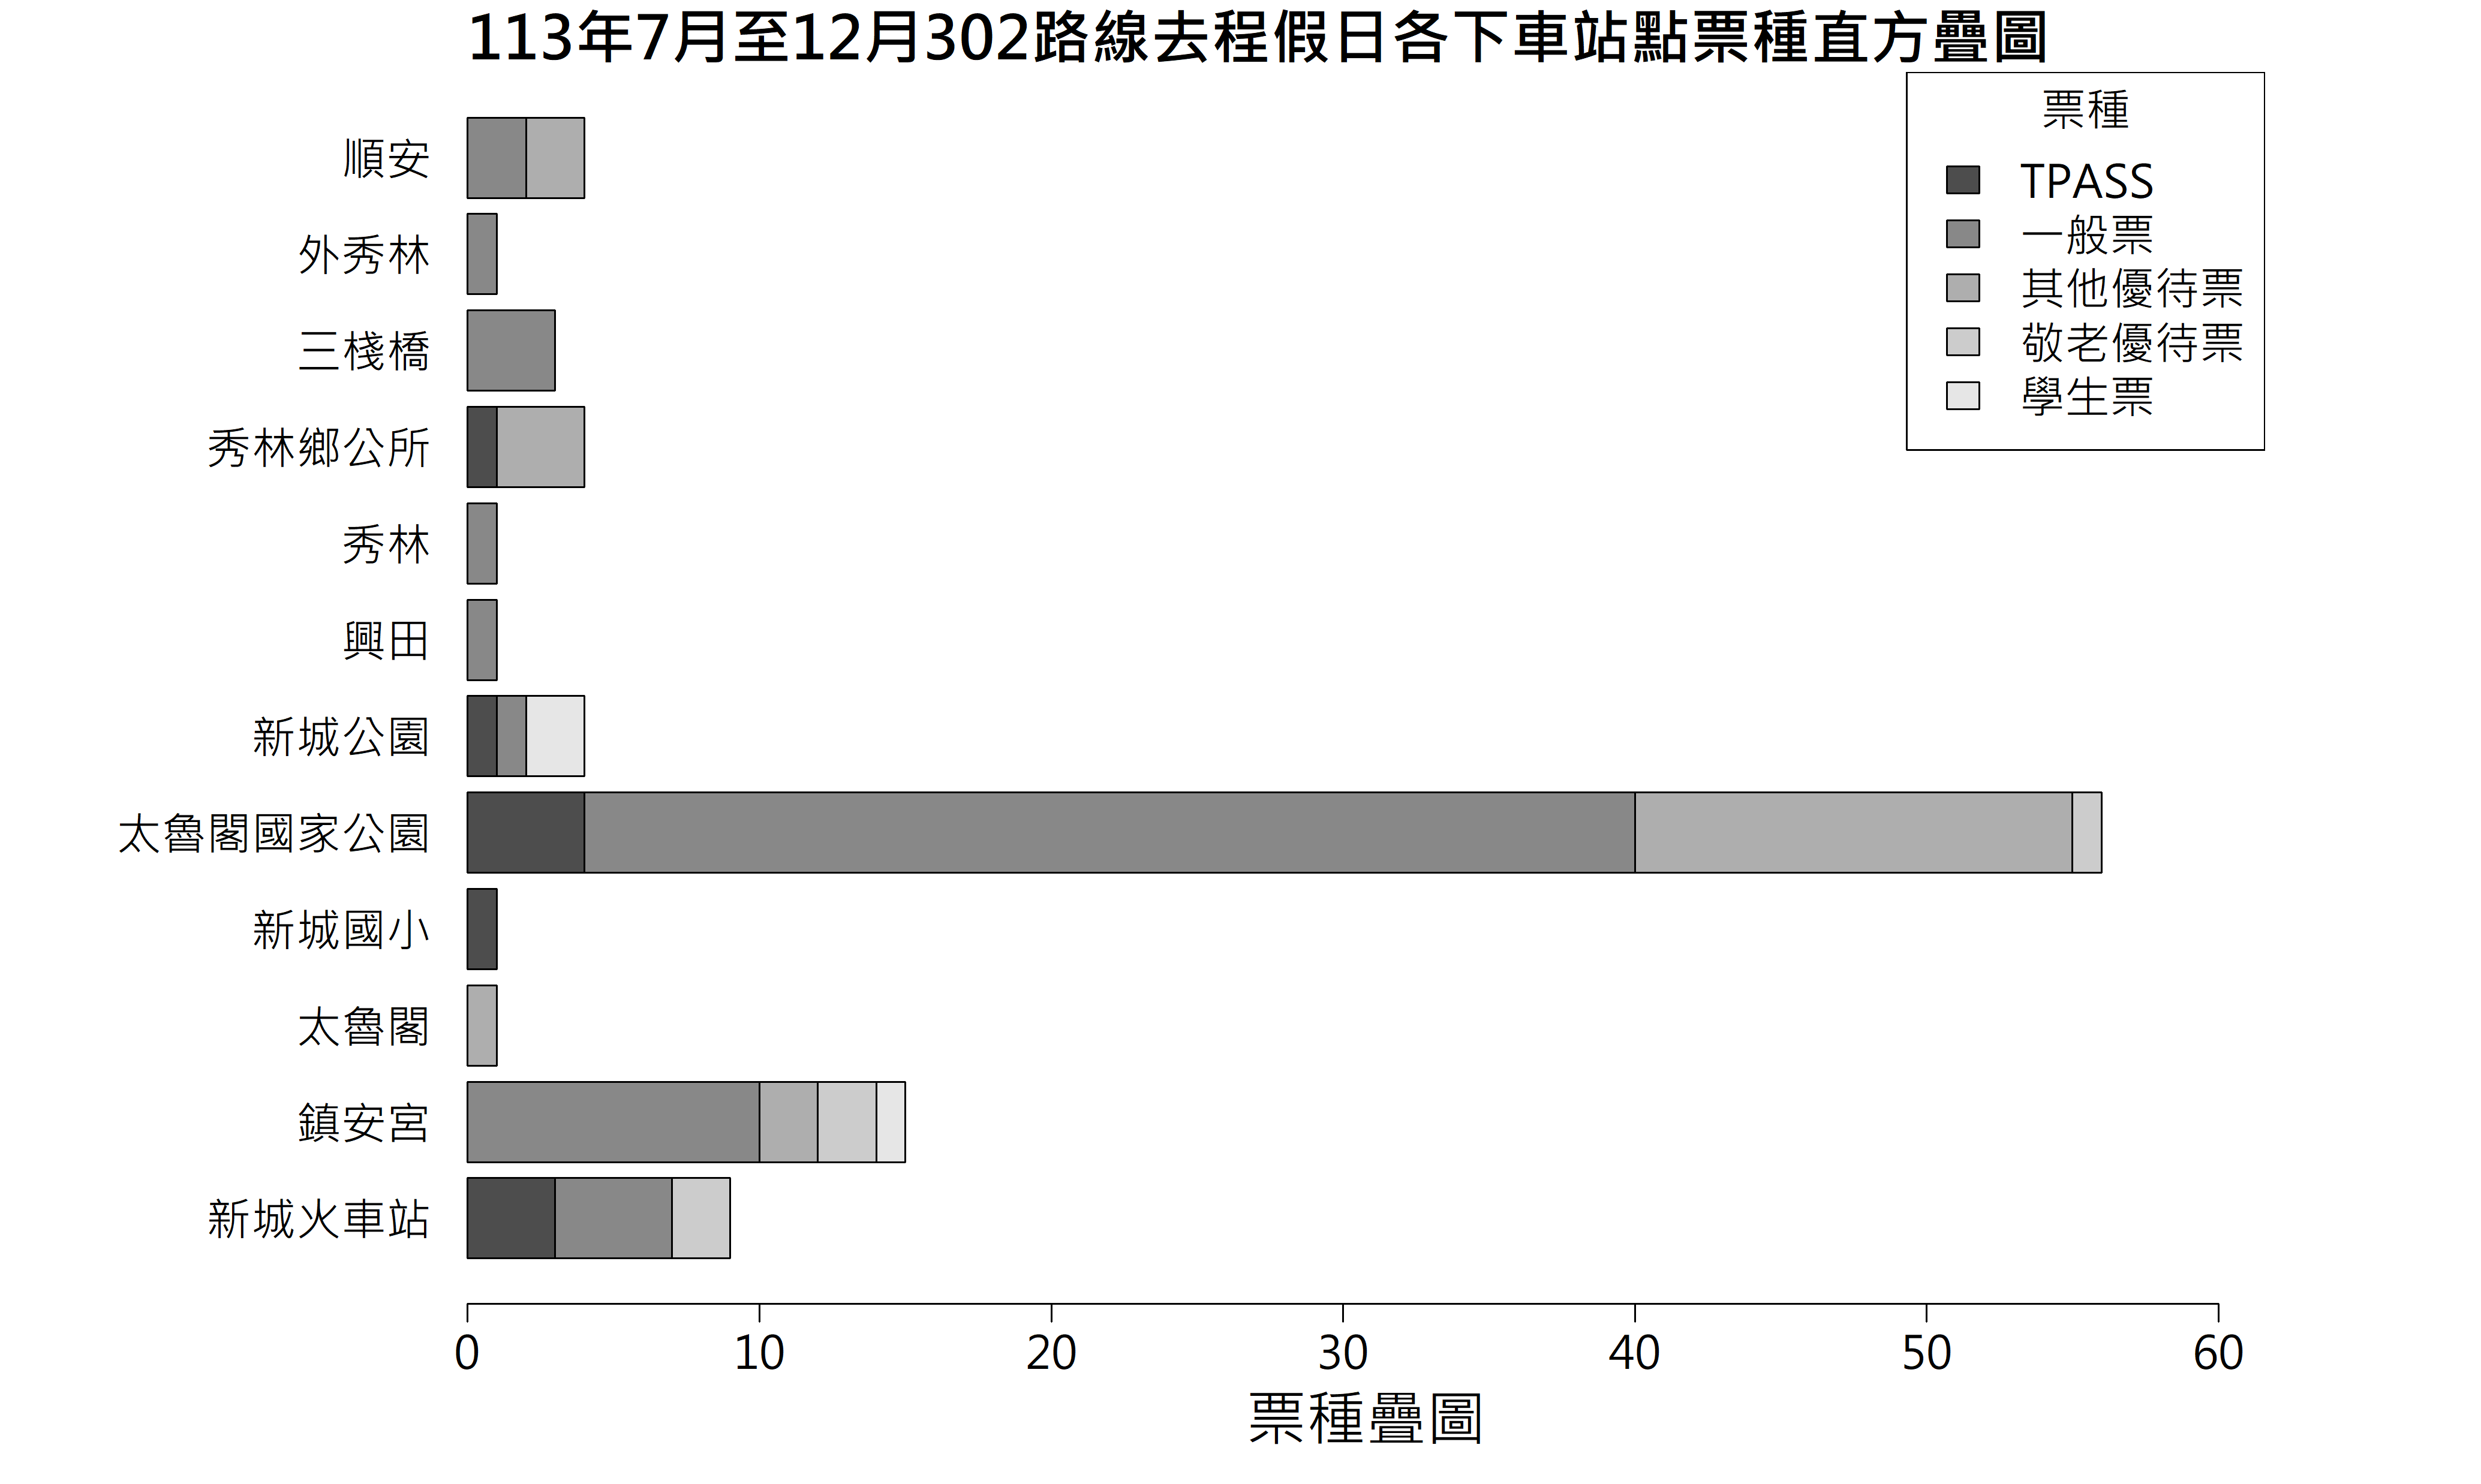 113年7月至12月302路線去程假日各下車站點票種直方疊圖
票種
TPASS
一般票
其他優待票
敬老優待票
學生票
順安
外秀林
三棧橋
秀林鄉公所
秀林
興田
新城公園
太魯閣國家公園
新城國小
太魯閣
鎮安宮
新城火車站
0 10 20 30 40 50 60
票種疊圖